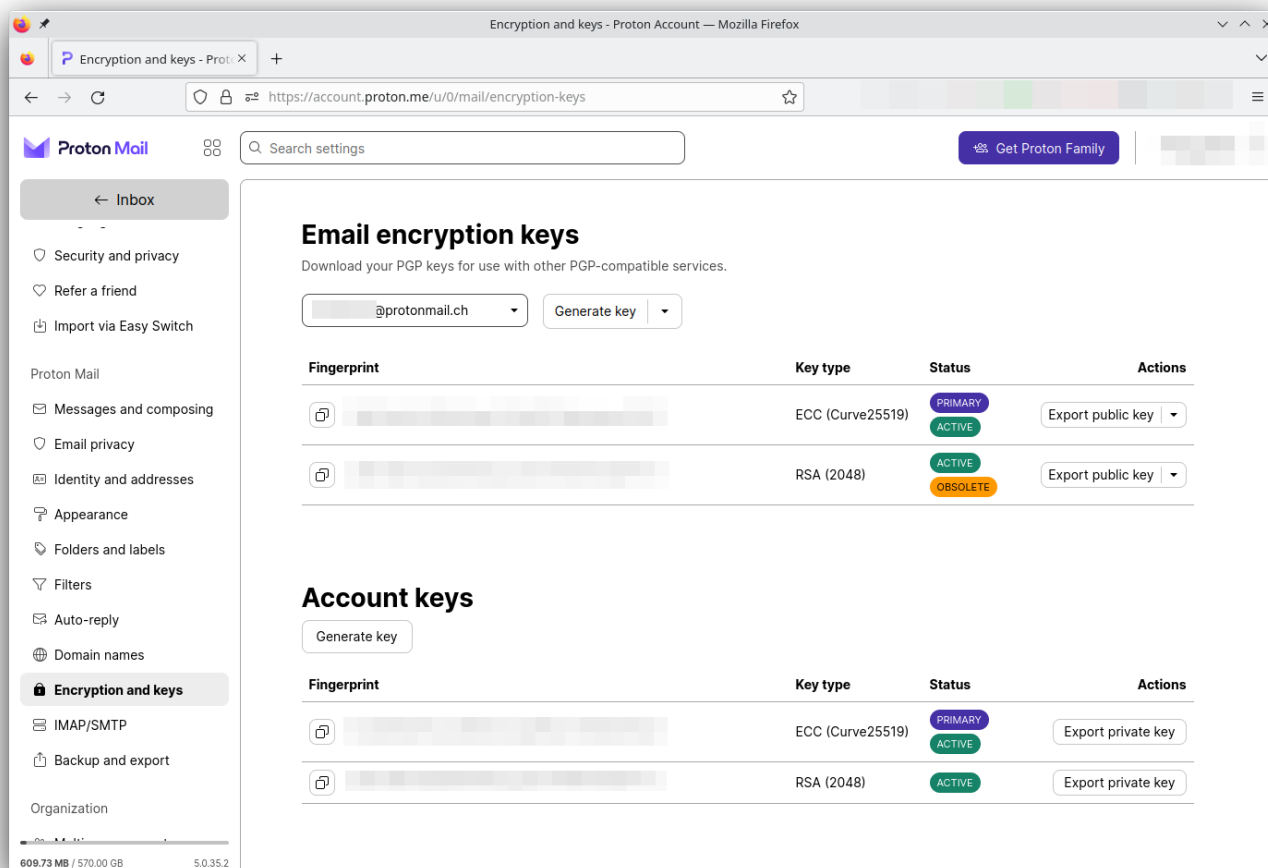 Encryption and keys - Proton Account — Mozilla Firefox
Encryption and keys - Prot
https://account.proton.me/u/0/mail/encryption-keys
Proton Mail
Search settings
Get Proton Family
Inbox
Security and privacy
Refer a friend
Import via Easy Switch
Proton Mail
Messages and composing
Email privacy
Identity and addresses
Appearance
Folders and labels
Filters
Auto-reply
Domain names
Encryption and keys
IMAP/SMTP
Backup and export
Organization
609.73 MB / 570.00 GB 5.0.35.2
Email encryption keys
Download your PGP keys for use with other PGP-compatible services.
@protonmail.ch Generate key
Fingerprint Key type Status Actions
ECC (Curve25519) PRIMARY ACTIVE Export public key
RSA (2048) ACTIVE OBSOLETE Export public key
Account keys
Generate key
Fingerprint Key type Status Actions
ECC (Curve25519) PRIMARY ACTIVE Export private key
RSA (2048) ACTIVE Export private key